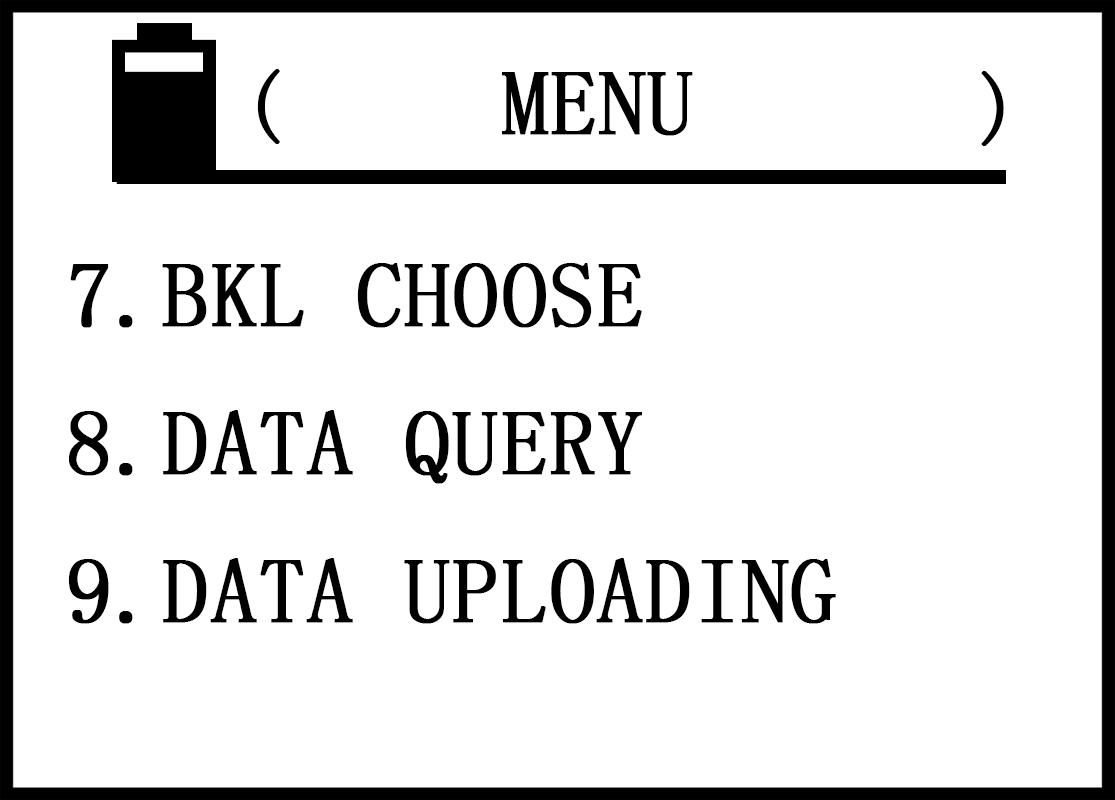 ( MENU )
7. BKL CHOOSE
8. DATA QUERY
9. DATA UPLOADING